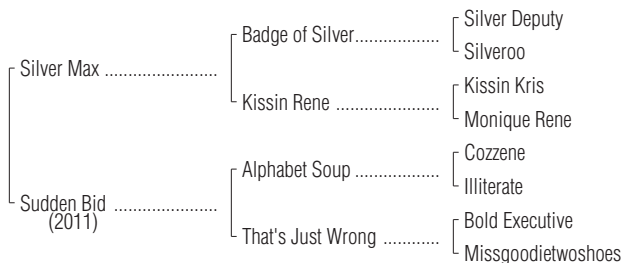 Silver Deputy
Badge of Silver..................
Silveroo
Silver Max ........................
Kissin Kris
Kissin Rene ......................
Monique Rene
Cozzene
Alphabet Soup ..................
Illiterate
Sudden Bid ......................
(2011)
Bold Executive
That's Just Wrong ............
Missgoodietwoshoes